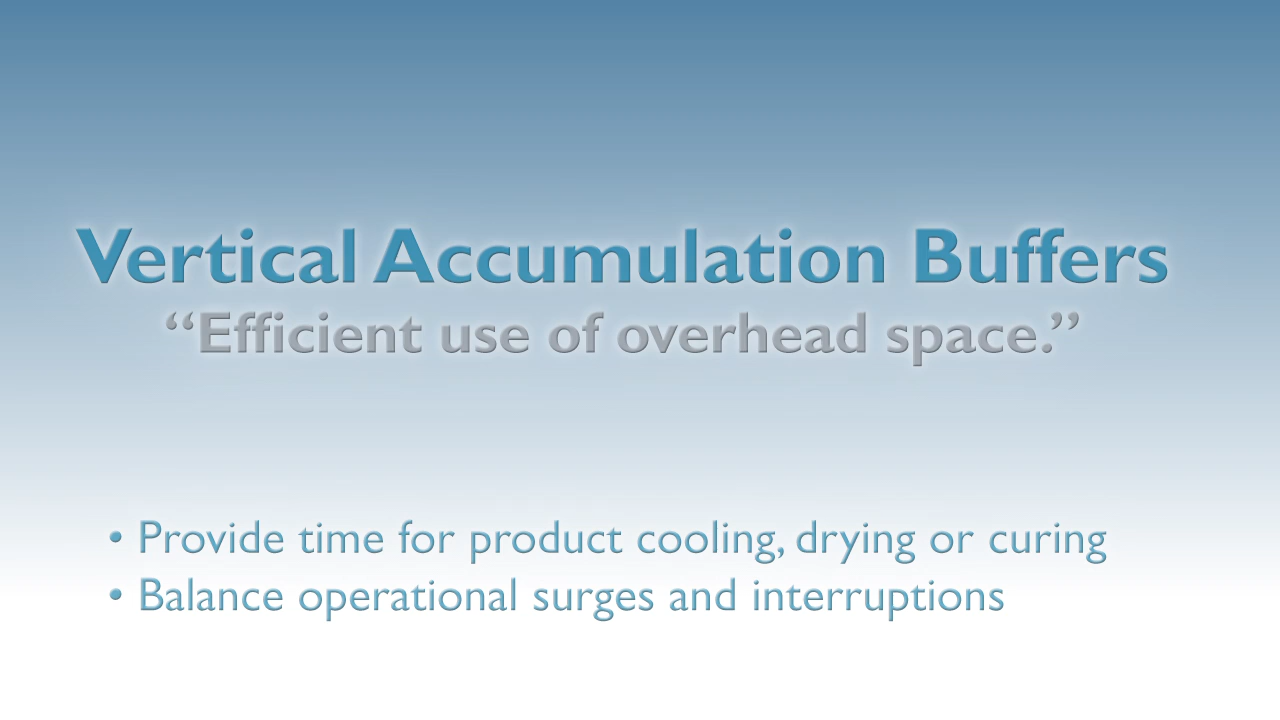 Vertical Accumulation Buffers
“Efficient use of overhead space.”
• Provide time for product cooling, drying or curing
• Balance operational surges and interruptions